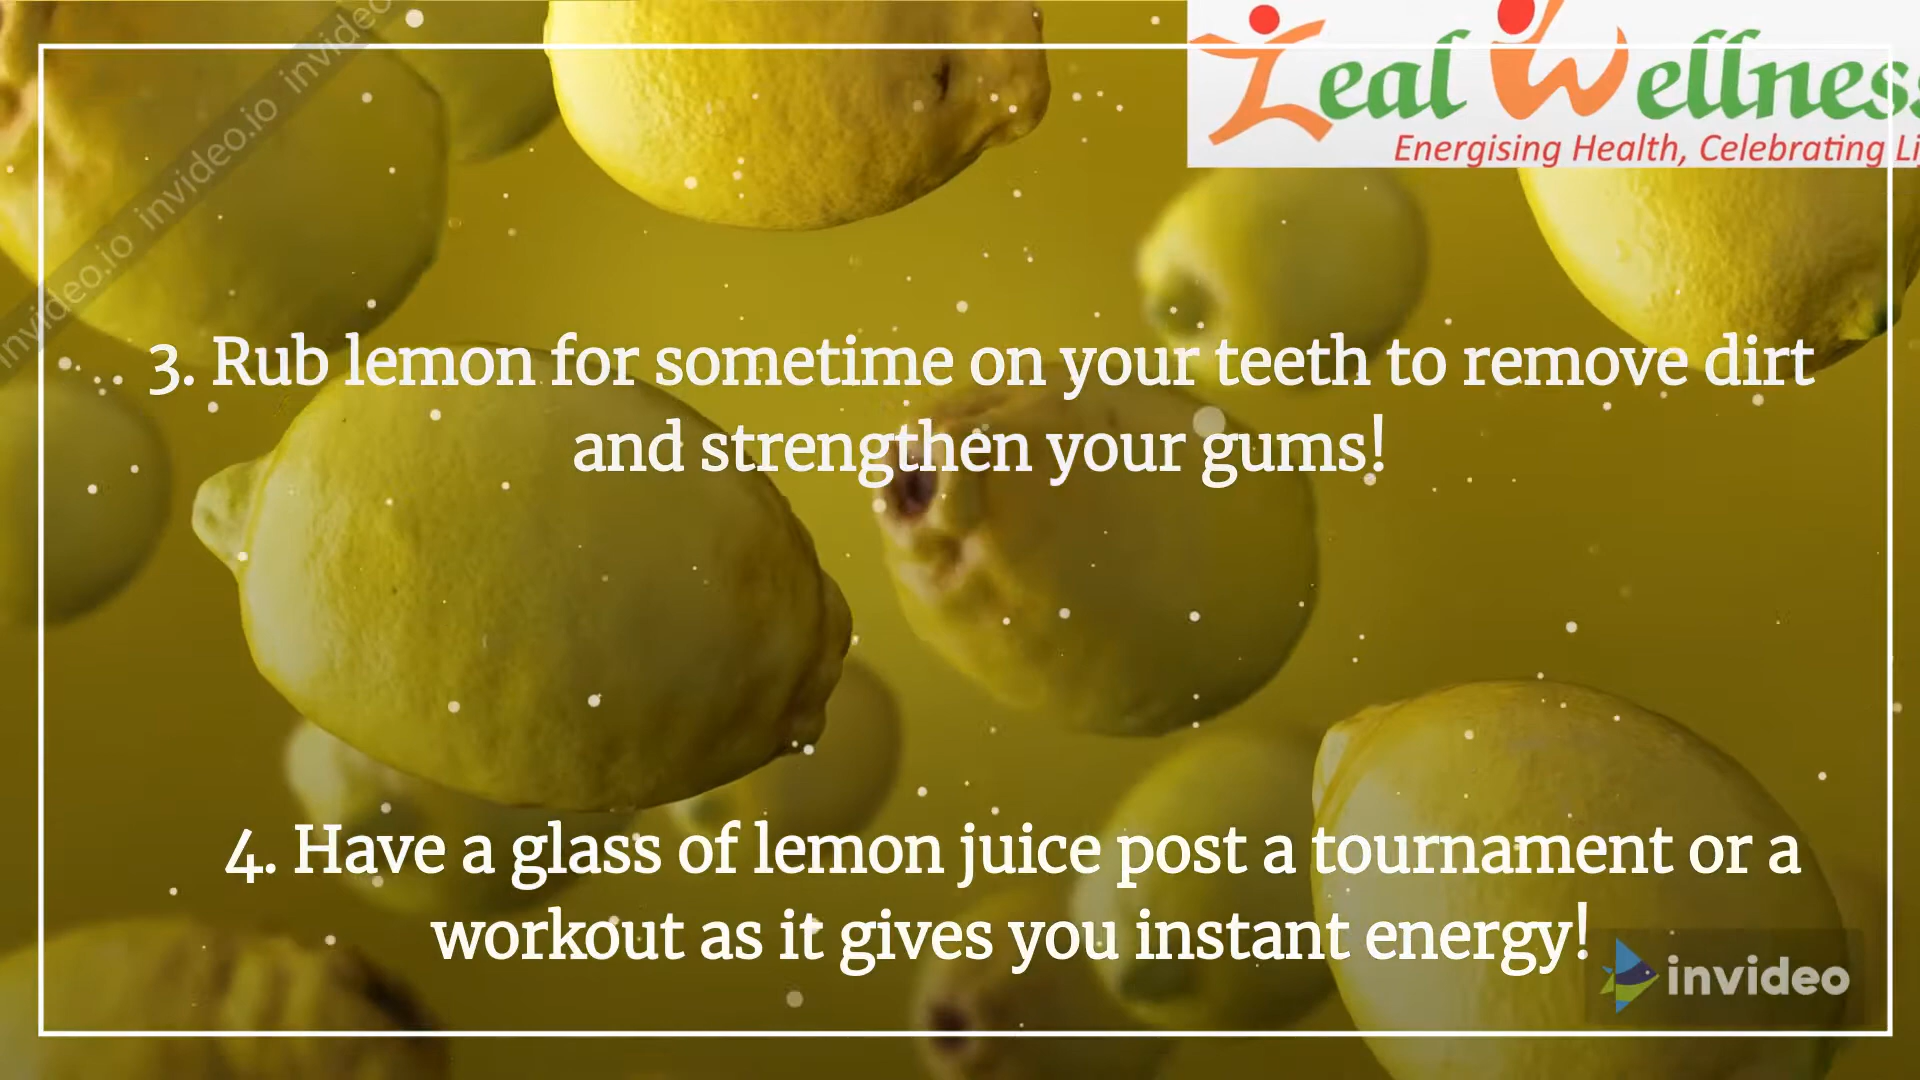 invideo.io invideo.io invideo
Zeal Wellness
Energising Health, Celebrating
3. Rub lemon for sometime on your teeth to remove dirt
and strengthen your gums!
4. Have a glass of lemon juice post a tournament or a
workout as it gives you instant energy!
invideo